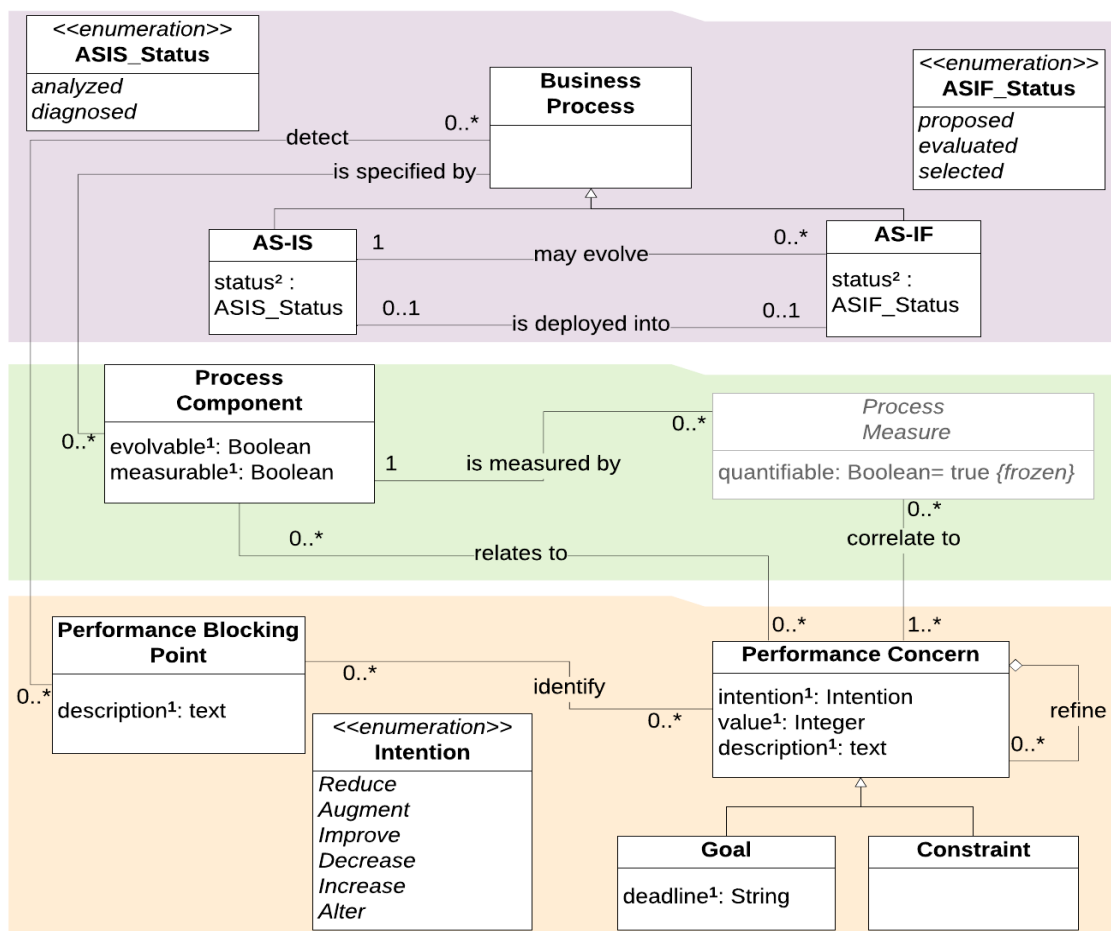 <<enumeration>>
ASIS_Status
analyzed
diagnosed
Business
Process
<<enumeration>>
ASIF_Status
proposed
evaluated
selected
0..*
detect
is specified by
AS-IS
status² :
ASIS_Status
1
may evolve
0..*
0..1
is deployed into
0..1
AS-IF
status² :
ASIF_Status
Process
Component
evolvable¹: Boolean
measurable¹: Boolean
0..*
1
is measured by
0..*
Process
Measure
quantifiable: Boolean= true {frozen}
0..*
correlate to
0..*
relates to
0..*
1..*
Performance Blocking
Point
description¹: text
0..*
0..*
identify
0..*
Performance Concern
intention¹: Intention
value¹: Integer
description¹: text
refine
0..*
<<enumeration>>
Intention
Reduce
Augment
Improve
Decrease
Increase
Alter
Goal
deadline¹: String
Constraint